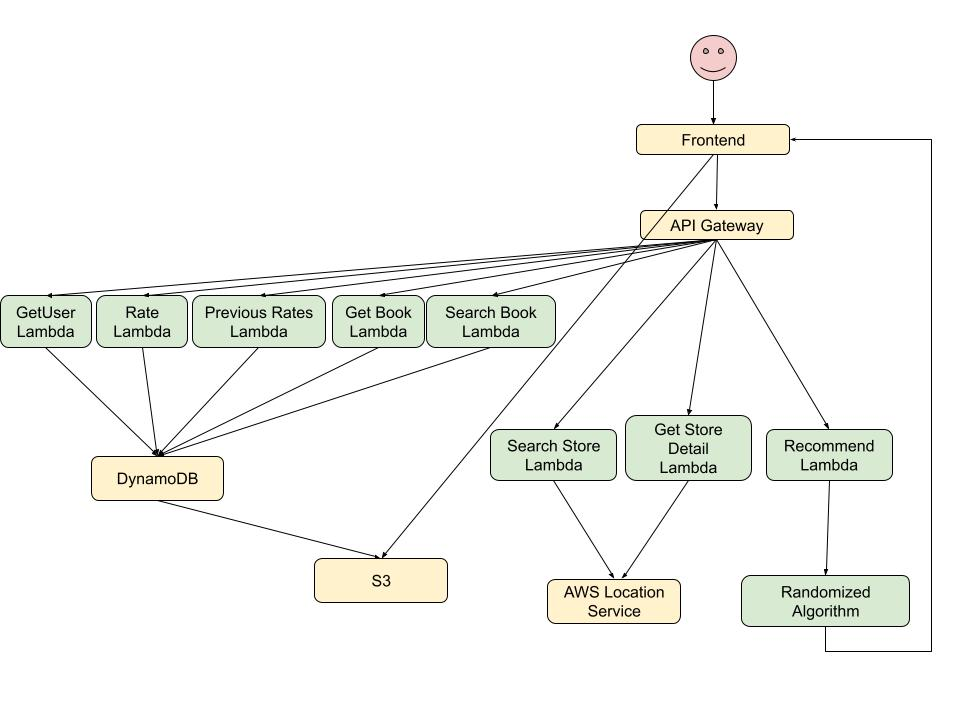 Frontend
API Gateway
GetUser
Lambda
Rate
Lambda
Previous Rates
Lambda
Get Book
Lambda
Search Book
Lambda
Search Store
Lambda
Get Store
Detail
Lambda
Recommend
Lambda
DynamoDB
S3
AWS Location
Service
Randomized
Algorithm